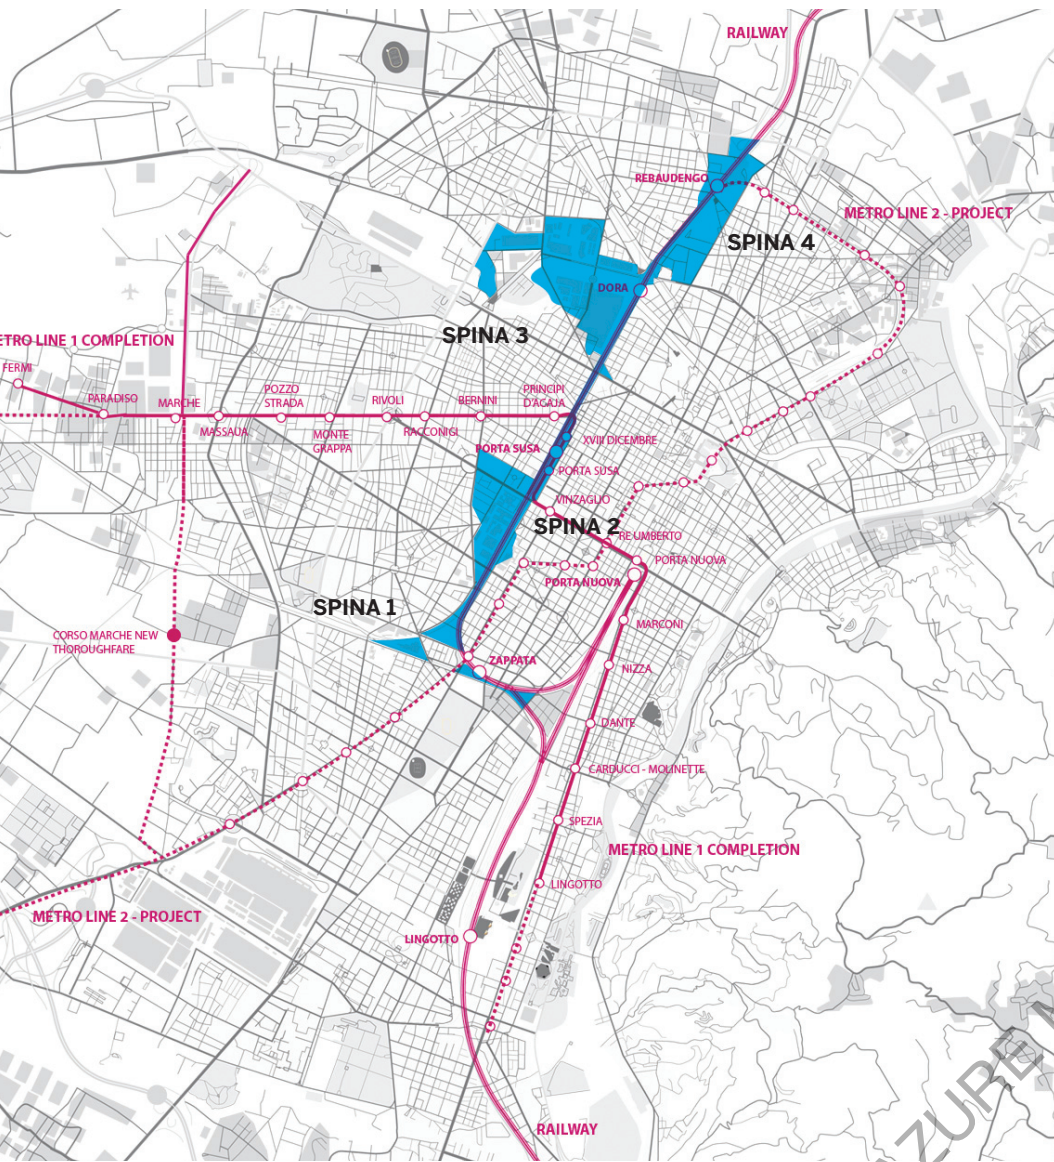 RAILWAY
REBAUDENGO
METRO LINE 2 - PROJECT
SPINA 4
DORA
SPINA 3
ETRO LINE 1 COMPLETION
FERMI
PARADISO
MARCHE
MASSAUA
POZZO
STRADA
MONTE
GRAPPA
RIVOLI
RACCONIGI
BERNINI
PRINCIPI
D'AGAJA
XVIII DICEMBRE
PORTA SUSA
PORTA SUSA
VINZAGLIO
SPINA 2
RE UMBERTO
PORTA NUOVA
PORTA NUOVA
SPINA 1
MARCONI
CORSO MARCHE NEW
THOROUGHFARE
ZAPPATA
NIZZA
DANTE
CARDUCCI - MOLINETTE
SPEZIA
METRO LINE 1 COMPLETION
LINGOTTO
METRO LINE 2 - PROJECT
LINGOTTO
RAILWAY